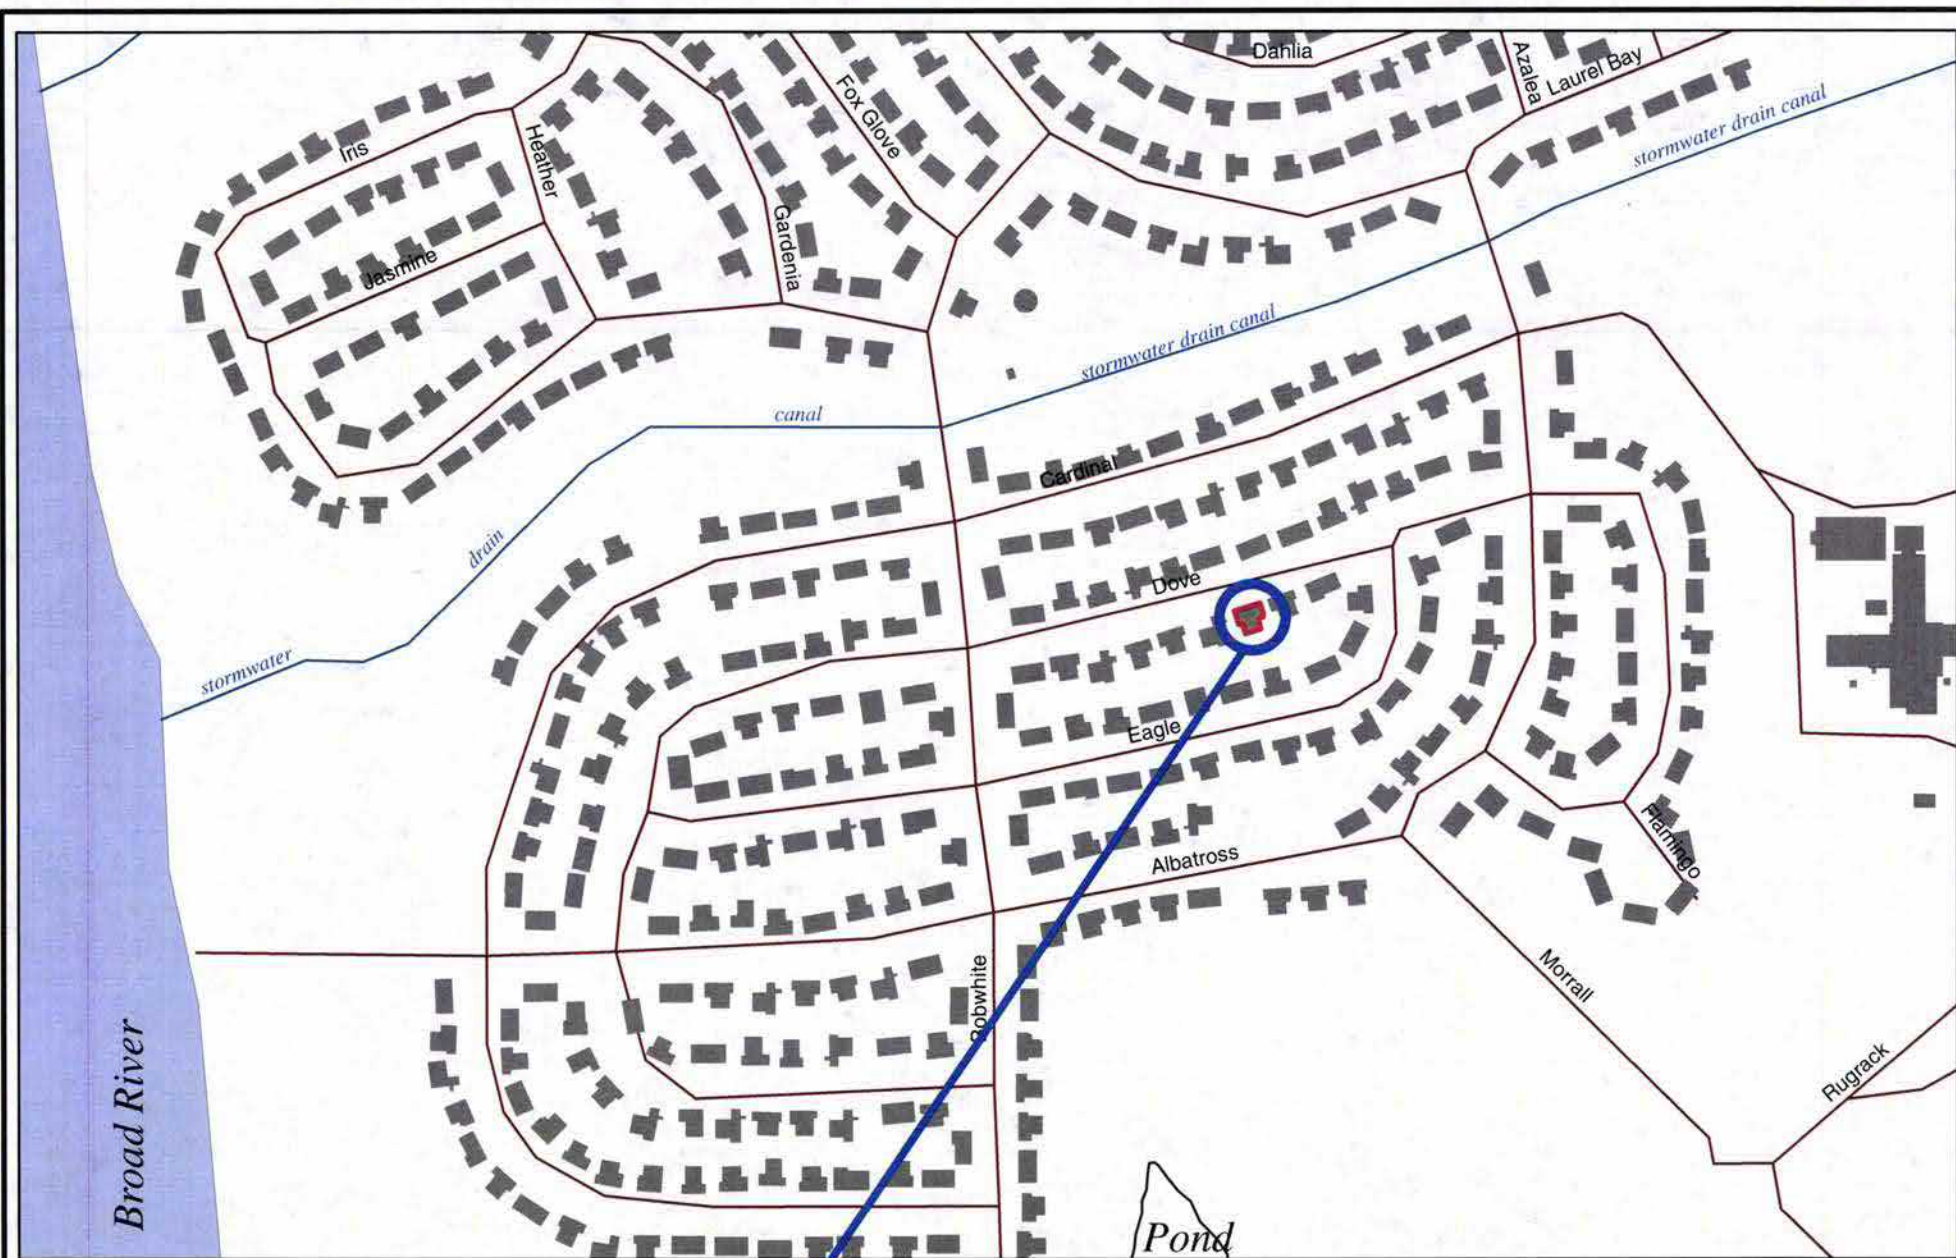 Dahlia
Azalea
Laurel Bay
Fox Glove
stormwater drain canal
Iris
Heather
Gardenia
Jasmine
stormwater drain canal
canal
Cardinal
drain
Dove
stormwater
Eagle
Flamingo
Albatross
Bobwhite
Morrall
Rugrack
Broad River
Pond